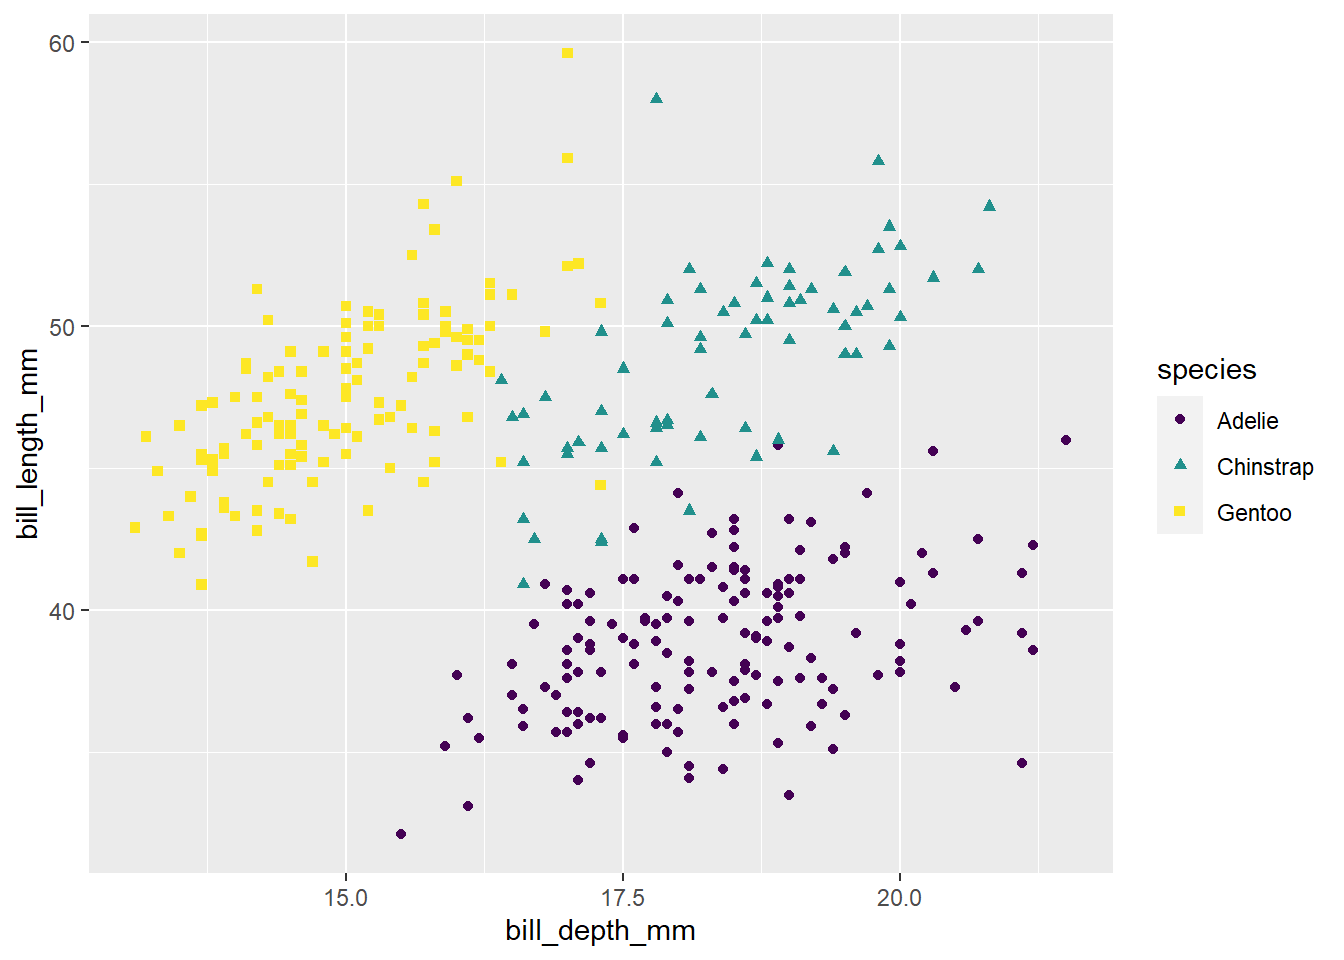 60
50
40
bill_length_mm
15.0
17.5
20.0
bill_depth_mm
species
Adelie
Chinstrap
Gentoo